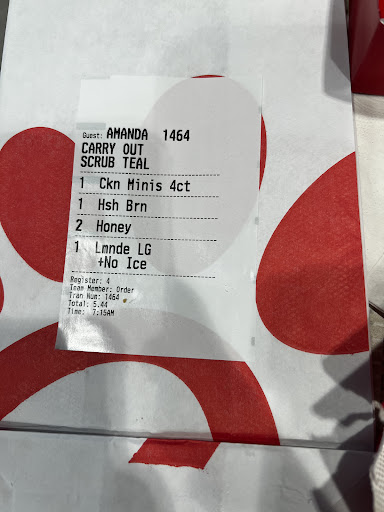 Guest: AMANDA 1464
CARRY OUT
SCRUB TEAL
1 Ckn Minis 4ct
1 Hsh Brn
2 Honey
1 Lmnde LG
+No Ice
Register: 4
Team Member: Order
Tran Num: 1464
Total: 5.44
Time: 7:15AM